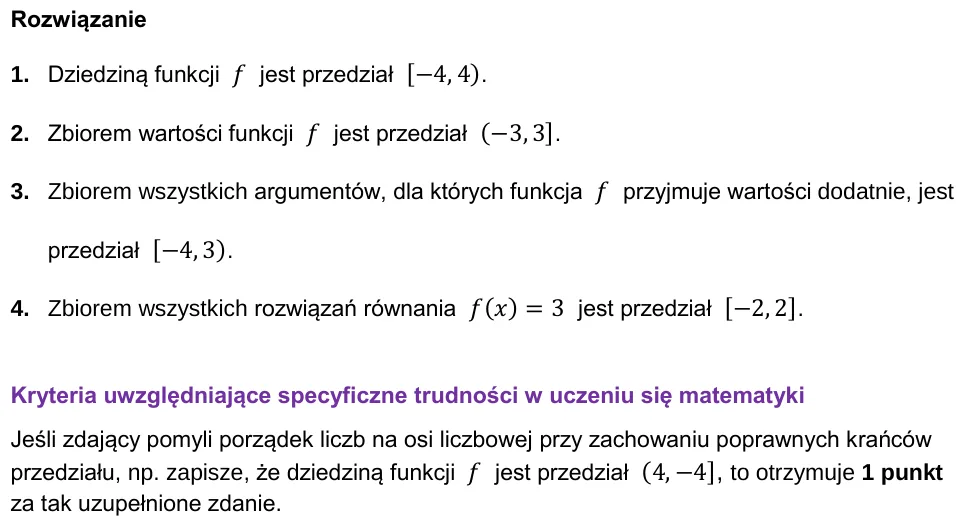 Rozwiązanie
1. Dziedziną funkcji f jest przedział [−4, 4).
2. Zbiorem wartości funkcji f jest przedział (−3, 3].
3. Zbiorem wszystkich argumentów, dla których funkcja f przyjmuje wartości dodatnie, jest
przedział [−4, 3).
4. Zbiorem wszystkich rozwiązań równania f(x) = 3 jest przedział [−2, 2].
Kryteria uwzględniające specyficzne trudności w uczeniu się matematyki
Jeśli zdający pomyli porządek liczb na osi liczbowej przy zachowaniu poprawnych krańców
przedziału, np. zapisze, że dziedziną funkcji f jest przedział (4, −4], to otrzymuje 1 punkt
za tak uzupełnione zdanie.